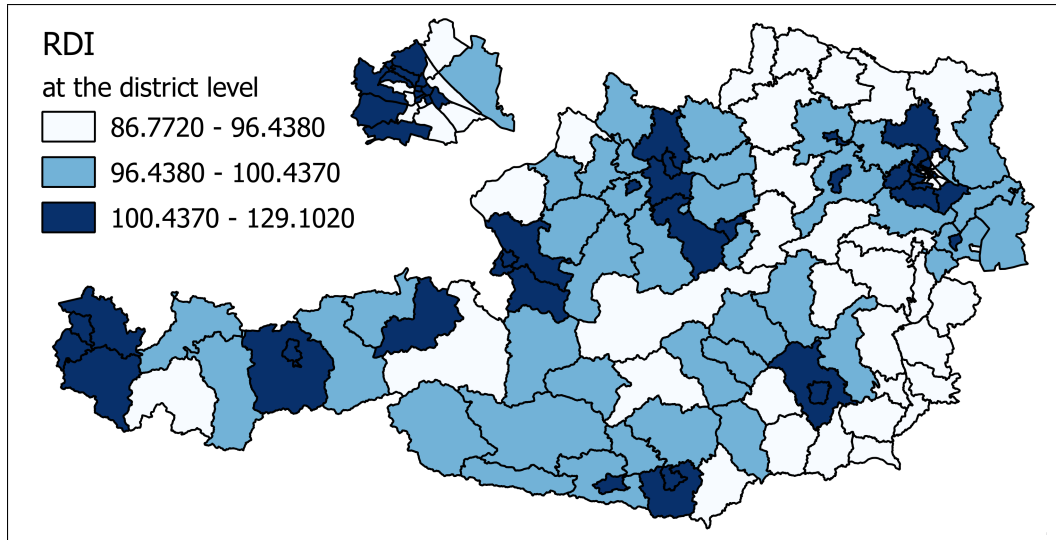 RDI
at the district level
86.7720 - 96.4380
96.4380 - 100.4370
100.4370 - 129.1020